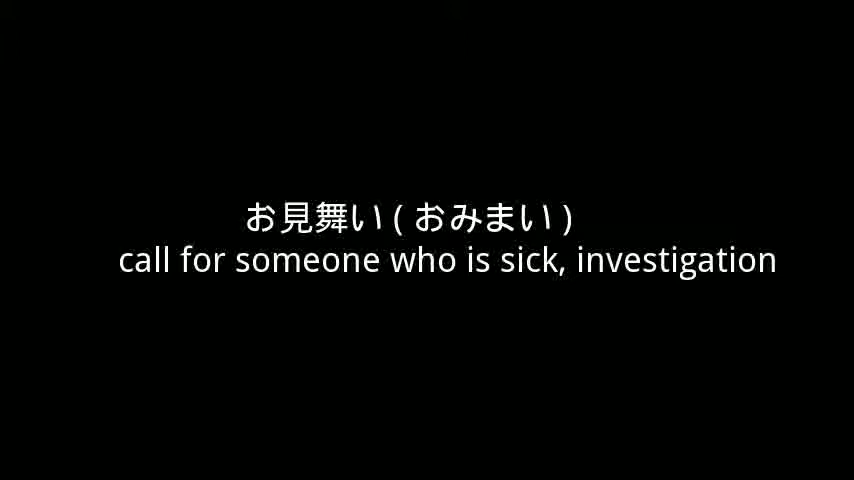 お見舞い ( おみまい )
call for someone who is sick, investigation